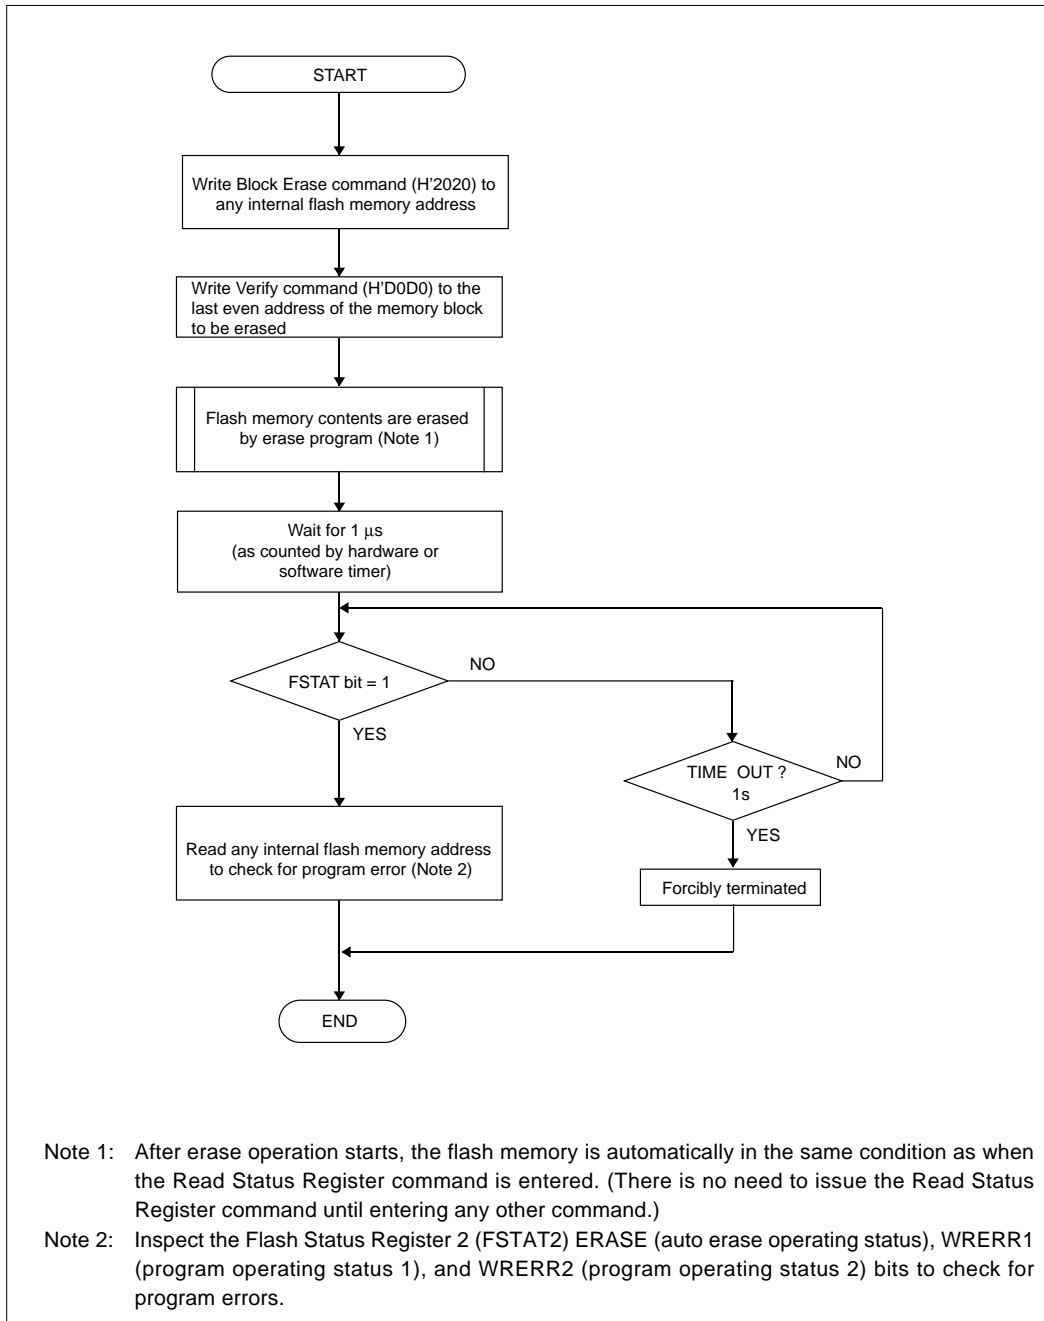 START
Write Block Erase command (H'2020) to
any internal flash memory address
Write Verify command (H'D0D0) to the
last even address of the memory block
to be erased
Flash memory contents are erased
by erase program (Note 1)
Wait for 1 μs
(as counted by hardware or
software timer)
FSTAT bit = 1
NO
YES
TIME OUT ?
1s
NO
YES
Read any internal flash memory address
to check for program error (Note 2)
Forcibly terminated
END
Note 1: After erase operation starts, the flash memory is automatically in the same condition as when
the Read Status Register command is entered. (There is no need to issue the Read Status
Register command until entering any other command.)
Note 2: Inspect the Flash Status Register 2 (FSTAT2) ERASE (auto erase operating status), WRERR1
(program operating status 1), and WRERR2 (program operating status 2) bits to check for
program errors.